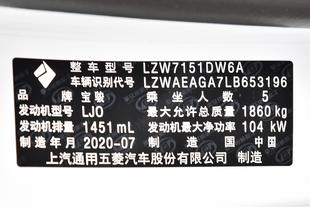 整车型号 LZW7151DW6A
车辆识别代号 LZWAEAGA7LB653196
品牌 宝骏 乘坐人数 5
发动机型号 LJO 最大允许总质量 1860 kg
发动机排量 1451 mL 发动机最大净功率 104 kW
制造年月 2020-07 制造国 中国
上汽通用五菱汽车股份有限公司 制造